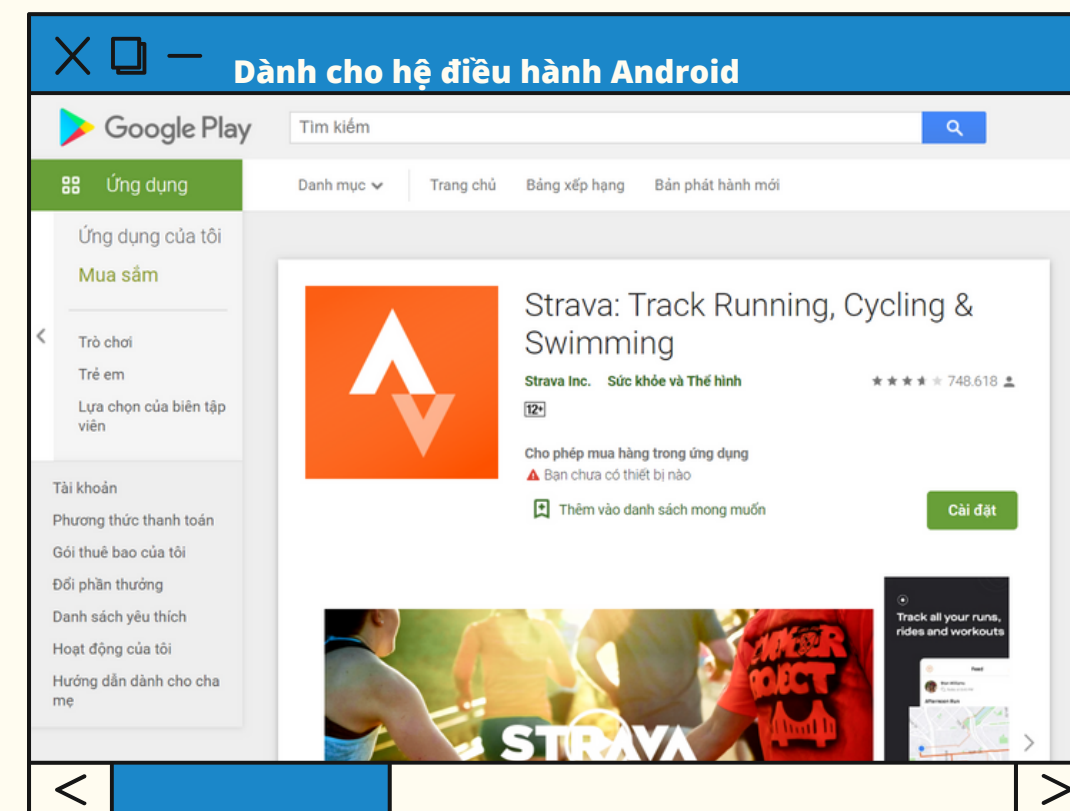 Dành cho hệ điều hành Android
Google Play
Tìm kiếm
Ứng dụng
Danh mục
Trang chủ
Bảng xếp hạng
Bản phát hành mới
Ứng dụng của tôi
Mua sắm
Trò chơi
Trẻ em
Lựa chọn của biên tập
viên
Tài khoản
Phương thức thanh toán
Gói thuê bao của tôi
Đổi phần thưởng
Danh sách yêu thích
Hoạt động của tôi
Hướng dẫn dành cho cha
mẹ
Strava: Track Running, Cycling &
Swimming
Strava Inc. Sức khỏe và Thể hình
748.618
12+
Cho phép mua hàng trong ứng dụng
Bạn chưa có thiết bị nào
Thêm vào danh sách mong muốn
Cài đặt
STRAVA
Track all your runs,
rides and workouts
Feed
Afternoon Run